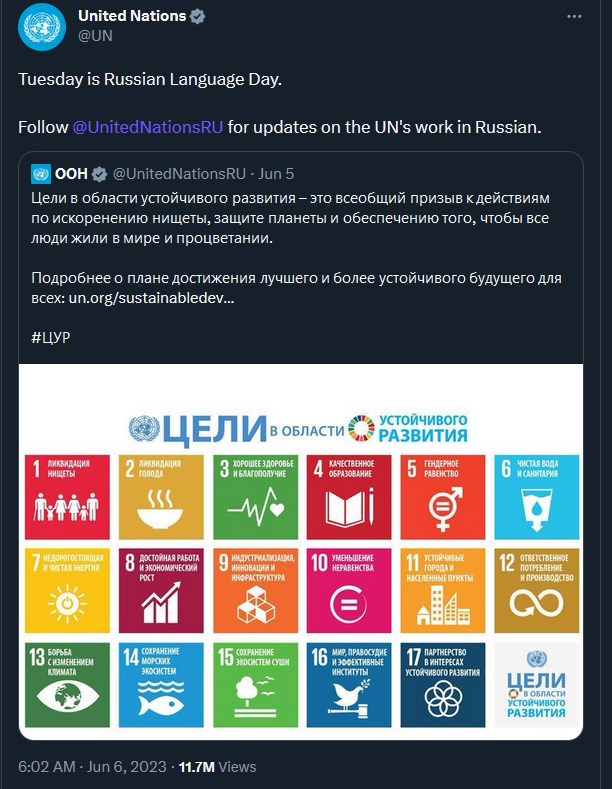 United Nations
@UN
Tuesday is Russian Language Day.
Follow @UnitedNationsRU for updates on the UN's work in Russian.
ООН @UnitedNationsRU · Jun 5
Цели в области устойчивого развития – это всеобщий призыв к действиям
по искоренению нищеты, защите планеты и обеспечению того, чтобы все
люди жили в мире и процветании.
Подробнее о плане достижения лучшего и более устойчивого будущего для
всех: un.org/sustainabledev…
#ЦУР
ЦЕЛИ В ОБЛАСТИ УСТОЙЧИВОГО
РАЗВИТИЯ
1 ЛИКВИДАЦИЯ
НИЩЕТЫ
2 ЛИКВИДАЦИЯ
ГОЛОДА
3 ХОРОШЕЕ ЗДОРОВЬЕ
И БЛАГОПОЛУЧИЕ
4 КАЧЕСТВЕННОЕ
ОБРАЗОВАНИЕ
5 ГЕНДЕРНОЕ
РАВЕНСТВО
6 ЧИСТАЯ ВОДА
И САНИТАРИЯ
7 НЕДОРОГОСТОЯЩАЯ
И ЧИСТАЯ ЭНЕРГИЯ
8 ДОСТОЙНАЯ РАБОТА
И ЭКОНОМИЧЕСКИЙ
РОСТ
9 ИНДУСТРИАЛИЗАЦИЯ,
ИННОВАЦИИ И
ИНФРАСТРУКТУРА
10 УМЕНЬШЕНИЕ
НЕРАВЕНСТВА
11 УСТОЙЧИВЫЕ
ГОРОДА И
НАСЕЛЕННЫЕ ПУНКТЫ
12 ОТВЕТСТВЕННОЕ
ПОТРЕБЛЕНИЕ
И ПРОИЗВОДСТВО
13 БОРЬБА
С ИЗМЕНЕНИЕМ
КЛИМАТА
14 СОХРАНЕНИЕ
МОРСКИХ
ЭКОСИСТЕМ
15 СОХРАНЕНИЕ
ЭКОСИСТЕМ СУШИ
16 МИР, ПРАВОСУДИЕ
И ЭФФЕКТИВНЫЕ
ИНСТИТУТЫ
17 ПАРТНЕРСТВО
В ИНТЕРЕСАХ
УСТОЙЧИВОГО РАЗВИТИЯ
ЦЕЛИ
В ОБЛАСТИ
УСТОЙЧИВОГО
РАЗВИТИЯ
6:02 AM · Jun 6, 2023 · 11.7M Views